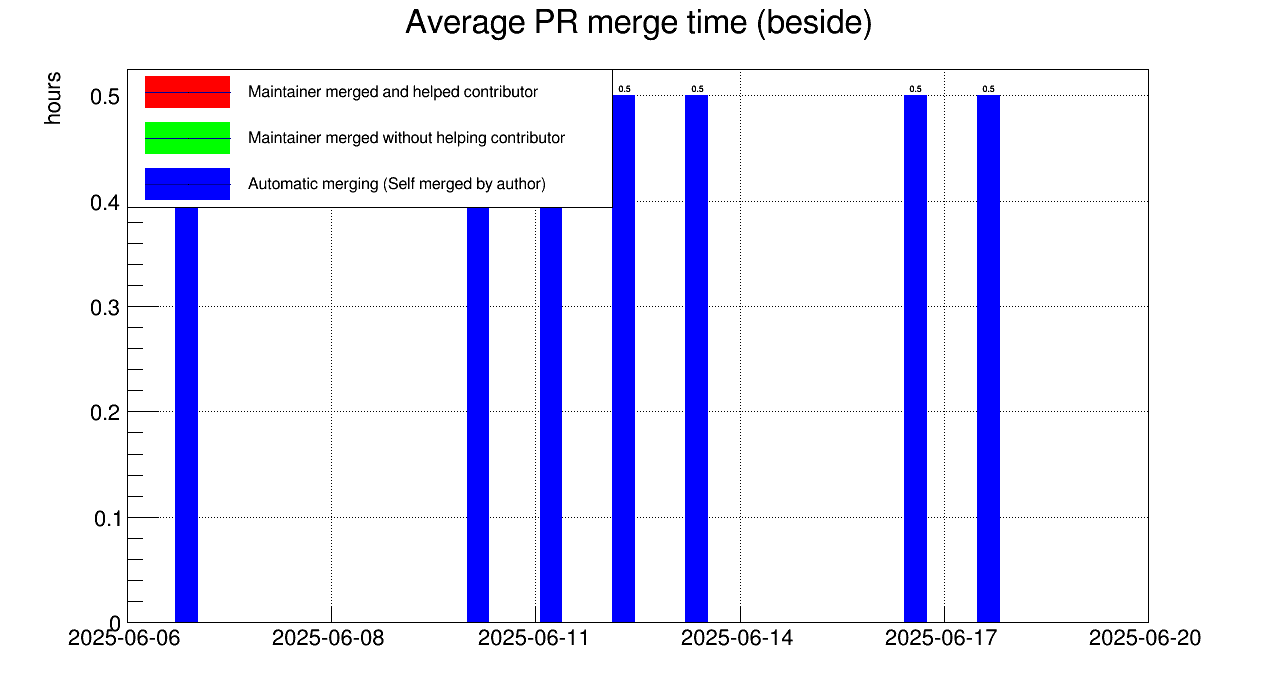 Average PR merge time (beside)
hours
Maintainer merged and helped contributor
Maintainer merged without helping contributor
Automatic merging (Self merged by author)
0.5 0.5 0.5 0.5
0.5
0.4
0.3
0.2
0.1
0
2025-06-06 2025-06-08 2025-06-11 2025-06-14 2025-06-17 2025-06-20